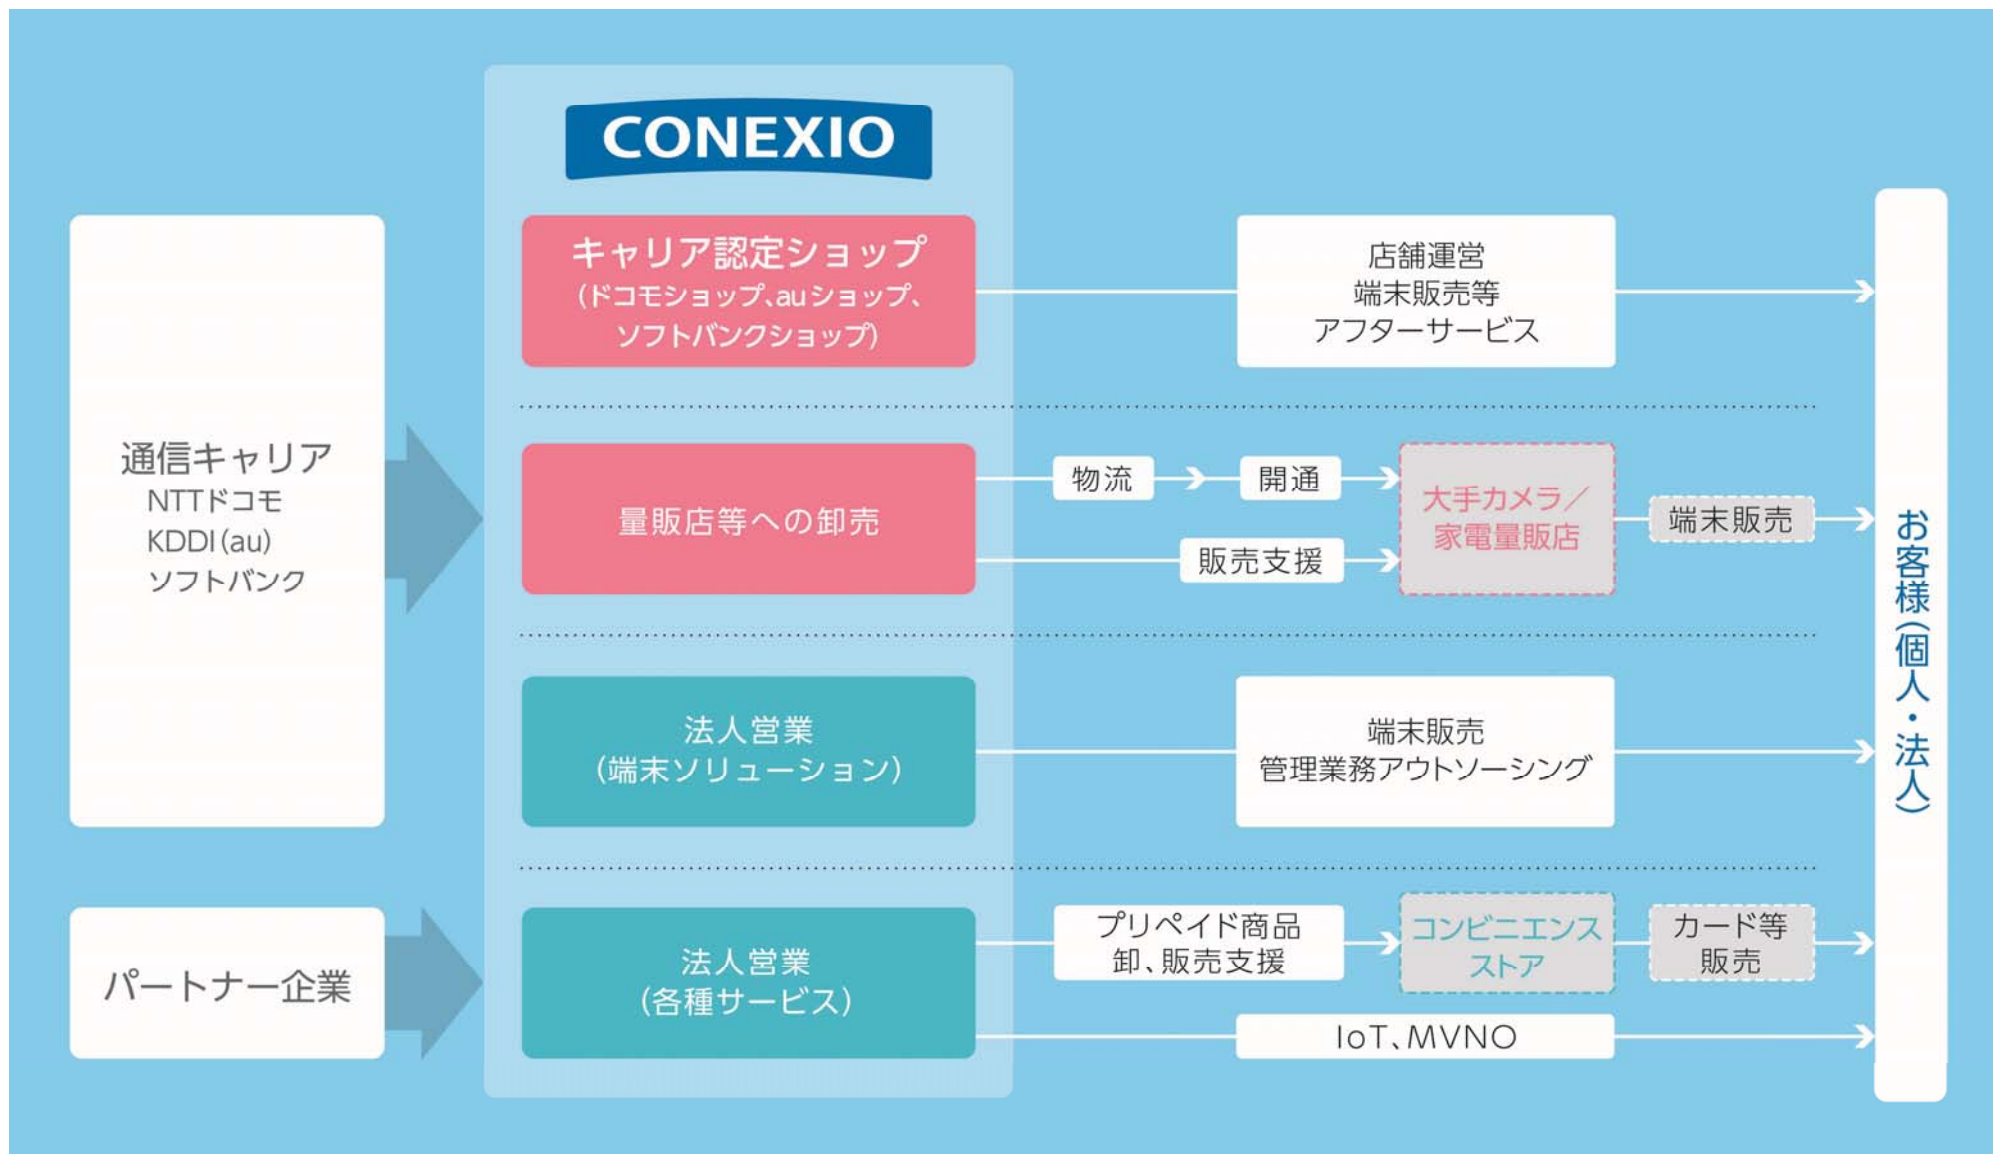 CONEXIO
通信キャリア
NTTドコモ
KDDI(au)
ソフトバンク
キャリア認定ショップ
(ドコモショップ、auショップ、
ソフトバンクショップ)
店舗運営
端末販売等
アフターサービス
量販店等への卸売
物流
開通
販売支援
大手カメラ／
家電量販店
端末販売
法人営業
(端末ソリューション)
端末販売
管理業務アウトソーシング
パートナー企業
法人営業
(各種サービス)
プリペイド商品
卸、販売支援
コンビニエンス
ストア
カード等
販売
IoT、MVNO
お客様(個人・法人)